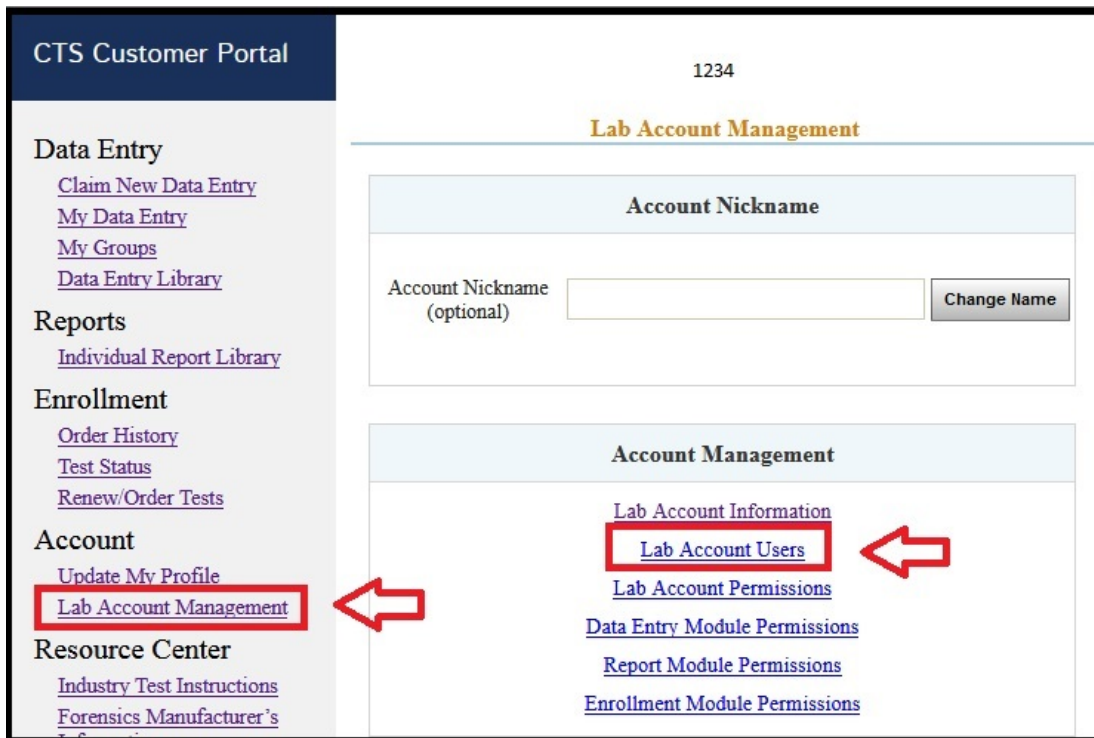 CTS Customer Portal
Data Entry
Claim New Data Entry
My Data Entry
My Groups
Data Entry Library
Reports
Individual Report Library
Enrollment
Order History
Test Status
Renew/Order Tests
Account
Update My Profile
Lab Account Management
Resource Center
Industry Test Instructions
Forensics Manufacturer's
1234
Lab Account Management
Account Nickname
Account Nickname
(optional)
Change Name
Account Management
Lab Account Information
Lab Account Users
Lab Account Permissions
Data Entry Module Permissions
Report Module Permissions
Enrollment Module Permissions